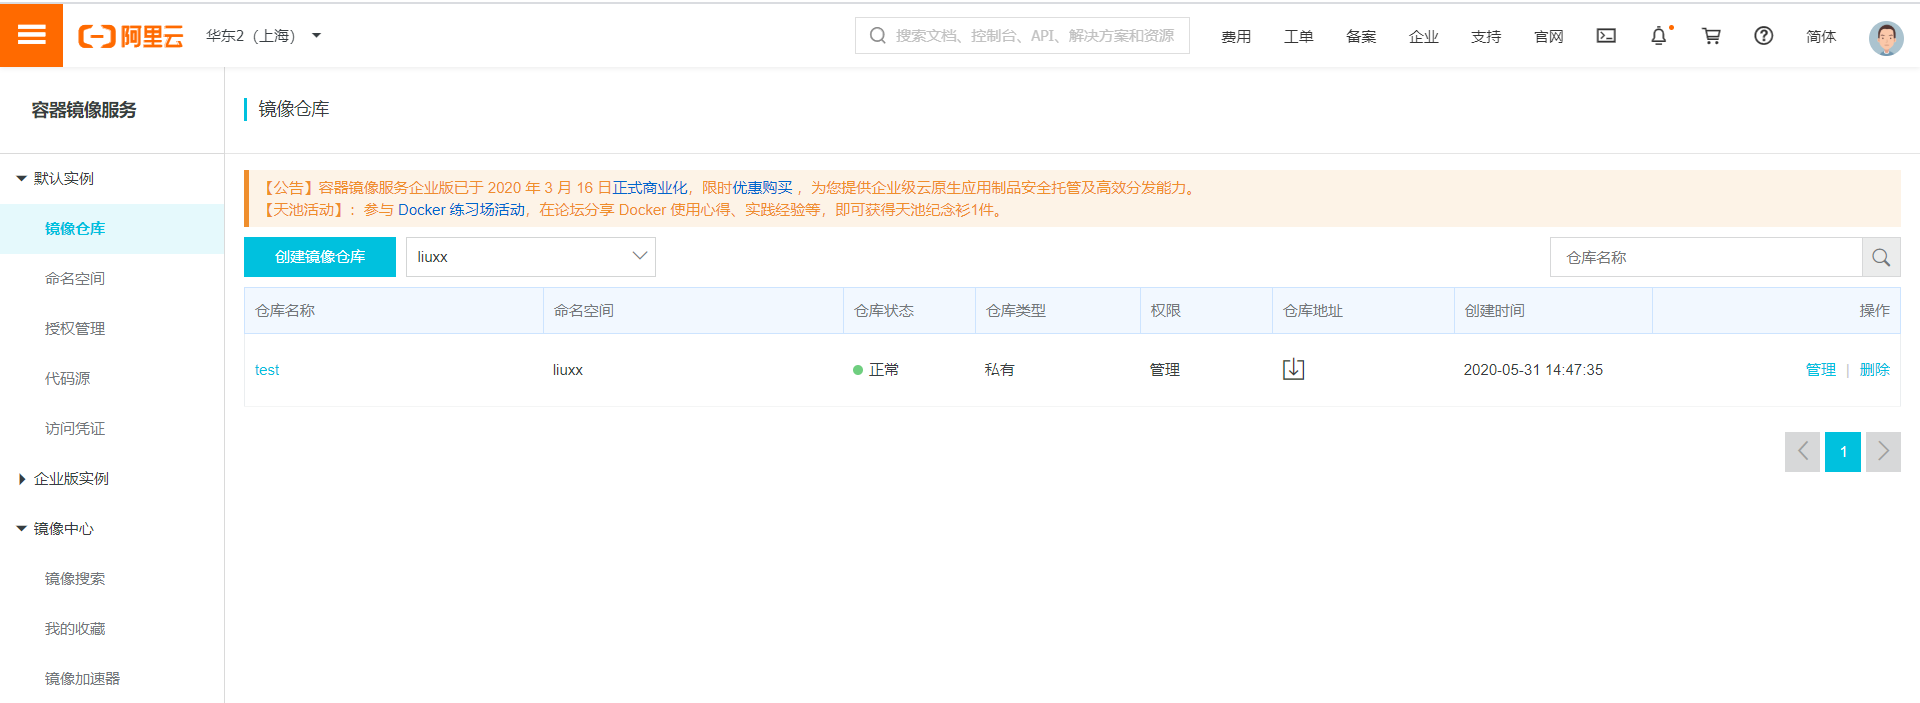 阿里云
华东2（上海）
搜索文档、控制台、API、解决方案和资源
费用
工单
备案
企业
支持
官网
简体
容器镜像服务
默认实例
镜像仓库
命名空间
授权管理
代码源
访问凭证
企业版实例
镜像中心
镜像搜索
我的收藏
镜像加速器
镜像仓库
【公告】容器镜像服务企业版已于 2020 年 3 月 16 日正式商业化，限时优惠购买 ，为您提供企业级云原生应用制品安全托管及高效分发能力。
【天池活动】：参与 Docker 练习场活动，在论坛分享 Docker 使用心得、实践经验等，即可获得天池纪念衫1件。
创建镜像仓库
liuxx
仓库名称
仓库名称 命名空间 仓库状态 仓库类型 权限 仓库地址 创建时间 操作
test liuxx 正常 私有 管理 2020-05-31 14:47:35 管理 | 删除
1